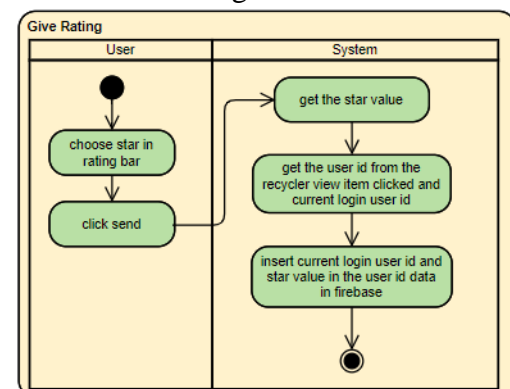 Give Rating
User
System
choose star in
rating bar
click send
get the star value
get the user id from the
recycler view item clicked and
current login user id
insert current login user id and
star value in the user id data
in firebase